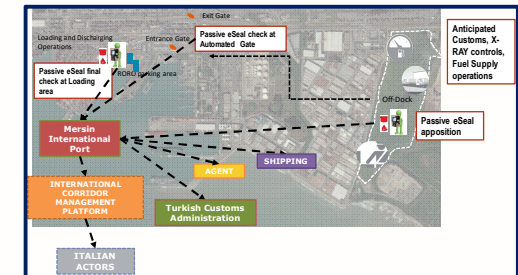 Exit Gate
Loading and Discharging
Operations
Entrance Gate
Passive eSeal check at
Automated Gate
Anticipated
Customs, X-
RAY controls,
Fuel Supply
operations
Passive eSeal final
check at Loading
area
RORO parking area
Off-Dock
Passive eSeal
apposition
Mersin
International
Port
SHIPPING
AGENT
INTERNATIONAL
CORRIDOR
MANAGEMENT
PLATFORM
Turkish Customs
Administration
ITALIAN
ACTORS